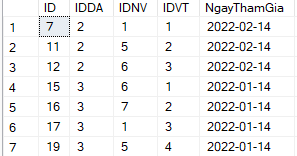 ID IDDA IDNV IDVT NgayThamGia
1 7 2 1 1 2022-02-14
2 11 2 5 2 2022-02-14
3 12 2 6 3 2022-02-14
4 15 3 6 1 2022-01-14
5 16 3 7 2 2022-01-14
6 17 3 1 3 2022-01-14
7 19 3 5 4 2022-01-14